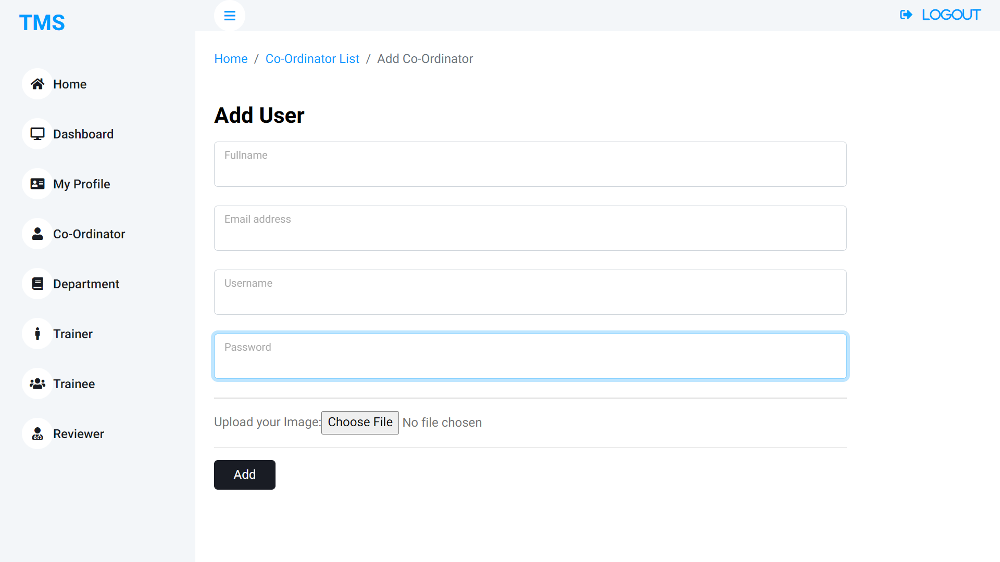 TMS
LOGOUT
Home
Dashboard
My Profile
Co-Ordinator
Department
Trainer
Trainee
Reviewer
Home / Co-Ordinator List / Add Co-Ordinator
Add User
Fullname
Email address
Username
Password
Upload your Image: Choose File No file chosen
Add